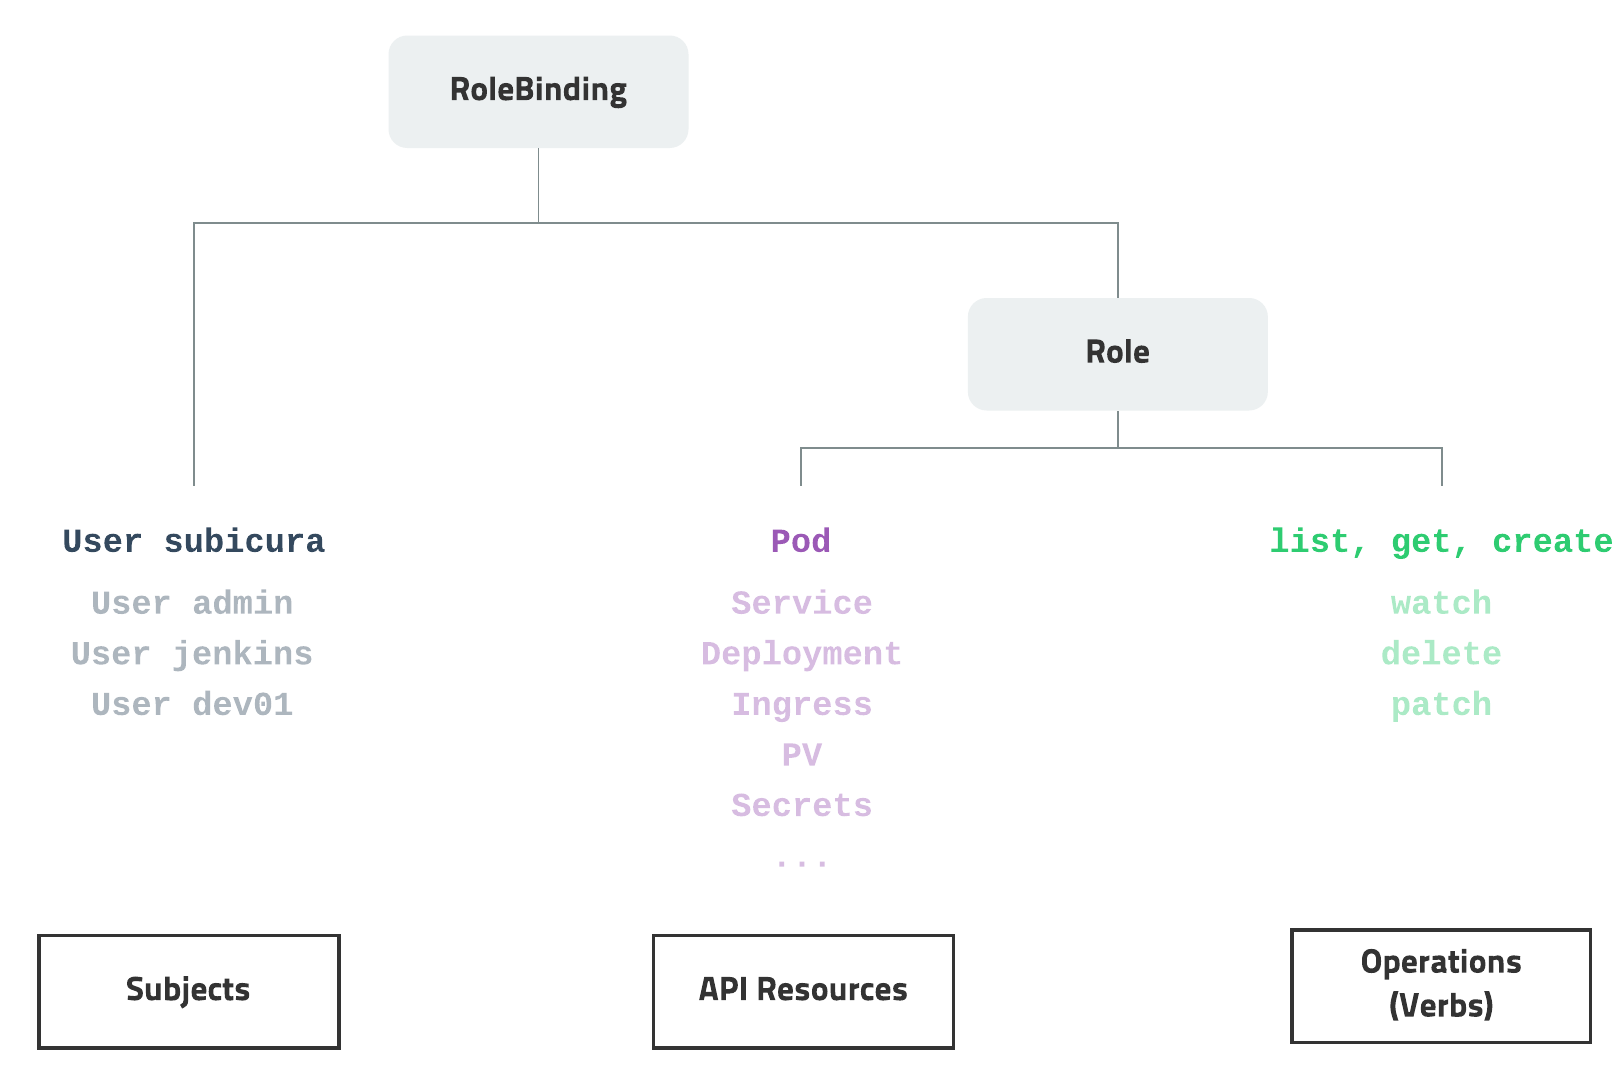 RoleBinding
Role
User subicura
User admin
User jenkins
User dev01
Pod
Service
Deployment
Ingress
PV
Secrets
...
list, get, create
watch
delete
patch
Subjects
API Resources
Operations
(Verbs)